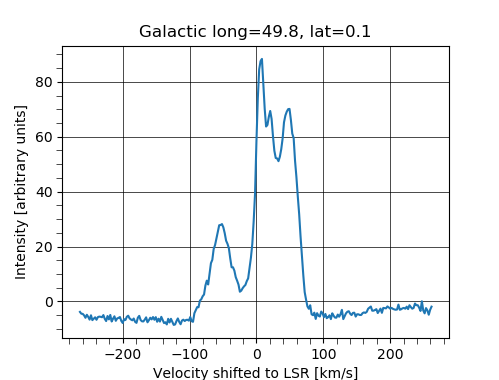 Galactic long=49.8, lat=0.1
Intensity [arbitrary units]
80
60
40
20
0
−200 −100 0 100 200
Velocity shifted to LSR [km/s]